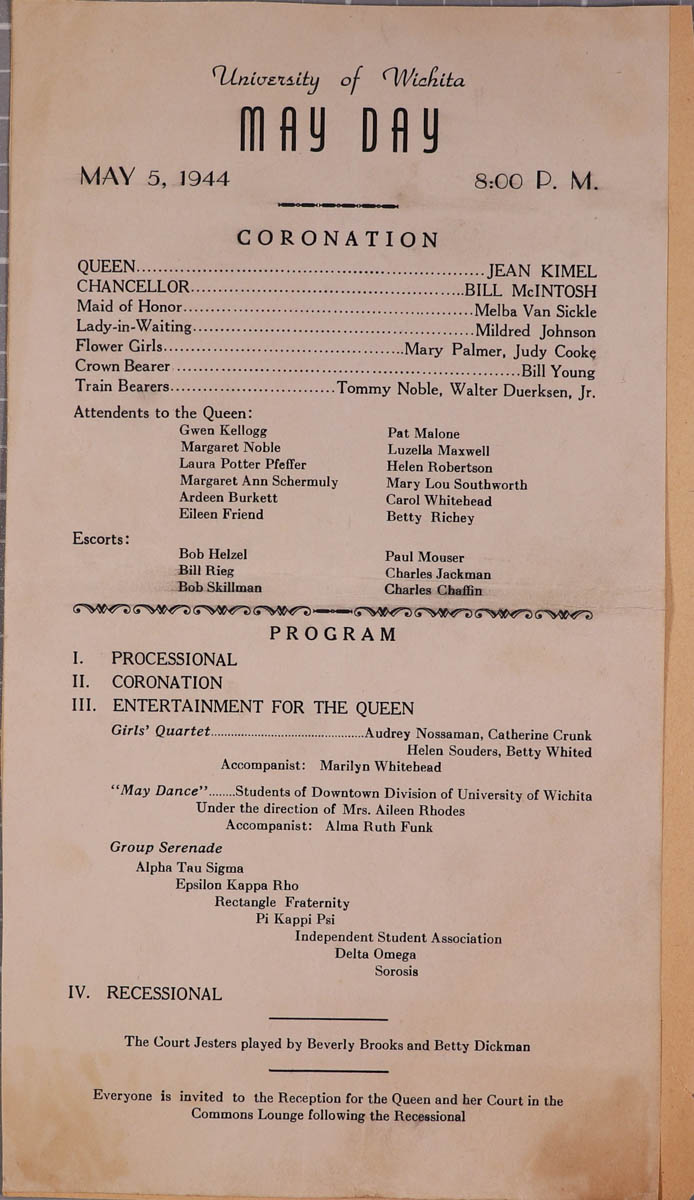 University of Wichita
MAY DAY
MAY 5, 1944 8:00 P. M.
CORONATION
QUEEN........................................................................JEAN KIMEL
CHANCELLOR........................................................BILL McINTOSH
Maid of Honor............................................................Melba Van Sickle
Lady-in-Waiting..........................................................Mildred Johnson
Flower Girls..................................................Mary Palmer, Judy Cooke
Crown Bearer........................................................................Bill Young
Train Bearers..................................Tommy Noble, Walter Duerksen, Jr.
Attendents to the Queen:
Gwen Kellogg Pat Malone
Margaret Noble Luzella Maxwell
Laura Potter Pfeffer Helen Robertson
Margaret Ann Schermuly Mary Lou Southworth
Ardeen Burkett Carol Whitehead
Eileen Friend Betty Richey
Escorts:
Bob Helzel Paul Mouser
Bill Rieg Charles Jackman
Bob Skillman Charles Chaffin
PROGRAM
I. PROCESSIONAL
II. CORONATION
III. ENTERTAINMENT FOR THE QUEEN
Girls' Quartet..............................................Audrey Nossaman, Catherine Crunk
Helen Souders, Betty Whited
Accompanist: Marilyn Whitehead
"May Dance"........Students of Downtown Division of University of Wichita
Under the direction of Mrs. Aileen Rhodes
Accompanist: Alma Ruth Funk
Group Serenade
Alpha Tau Sigma
Epsilon Kappa Rho
Rectangle Fraternity
Pi Kappi Psi
Independent Student Association
Delta Omega
Sorosis
IV. RECESSIONAL
The Court Jesters played by Beverly Brooks and Betty Dickman
Everyone is invited to the Reception for the Queen and her Court in the
Commons Lounge following the Recessional